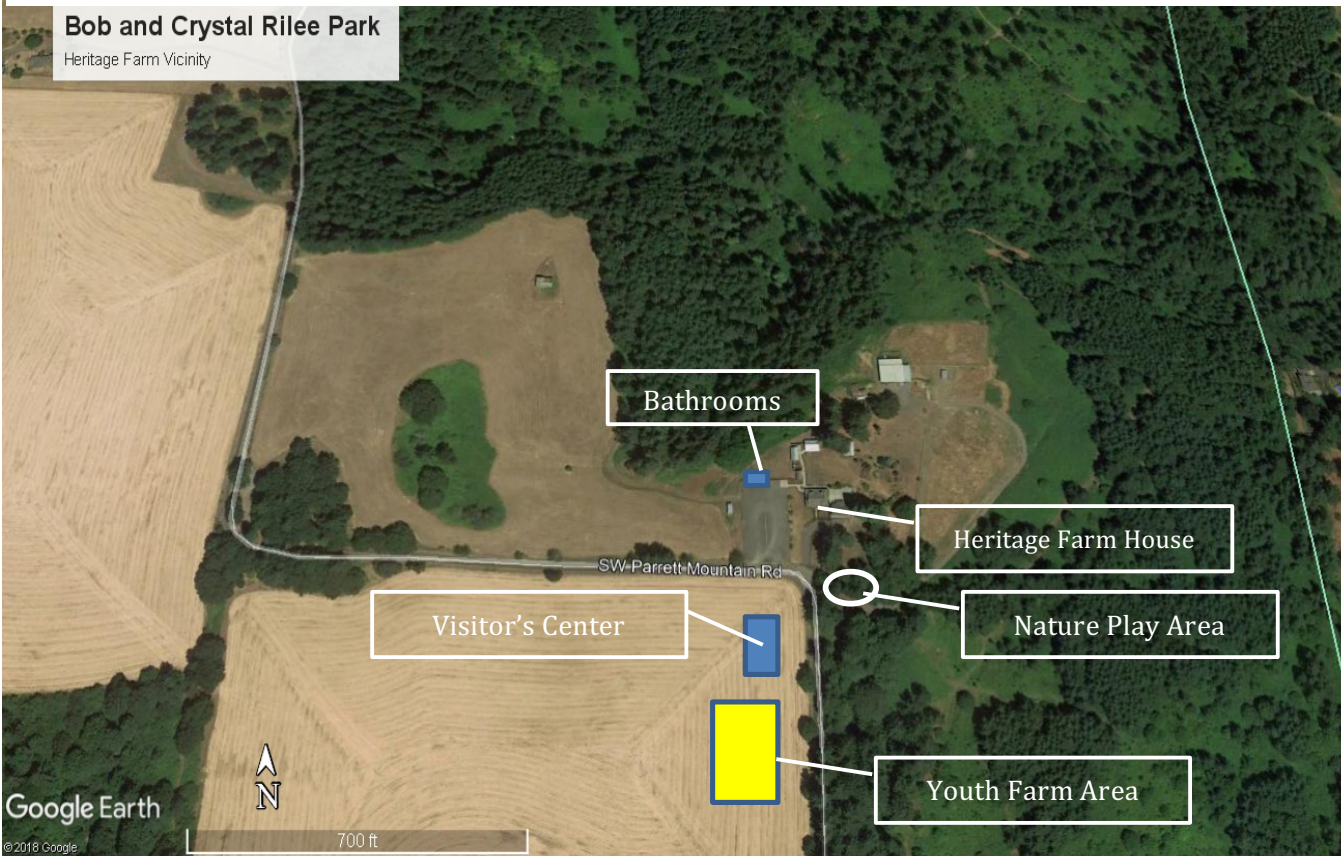 Bob and Crystal Rilee Park
Heritage Farm Vicinity
Bathrooms
Heritage Farm House
SW Parrett Mountain Rd
Visitor’s Center
Nature Play Area
Youth Farm Area
N
Google Earth
700 ft
©2018 Google